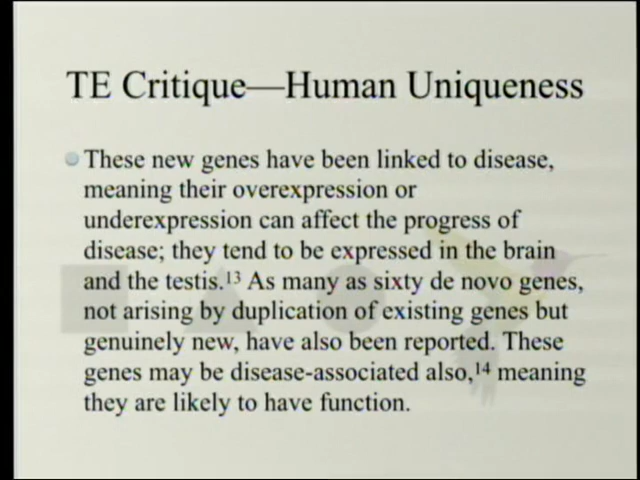 TE Critique—Human Uniqueness
These new genes have been linked to disease,
meaning their overexpression or
underexpression can affect the progress of
disease; they tend to be expressed in the brain
and the testis.¹³ As many as sixty de novo genes,
not arising by duplication of existing genes but
genuinely new, have also been reported. These
genes may be disease-associated also,¹⁴ meaning
they are likely to have function.